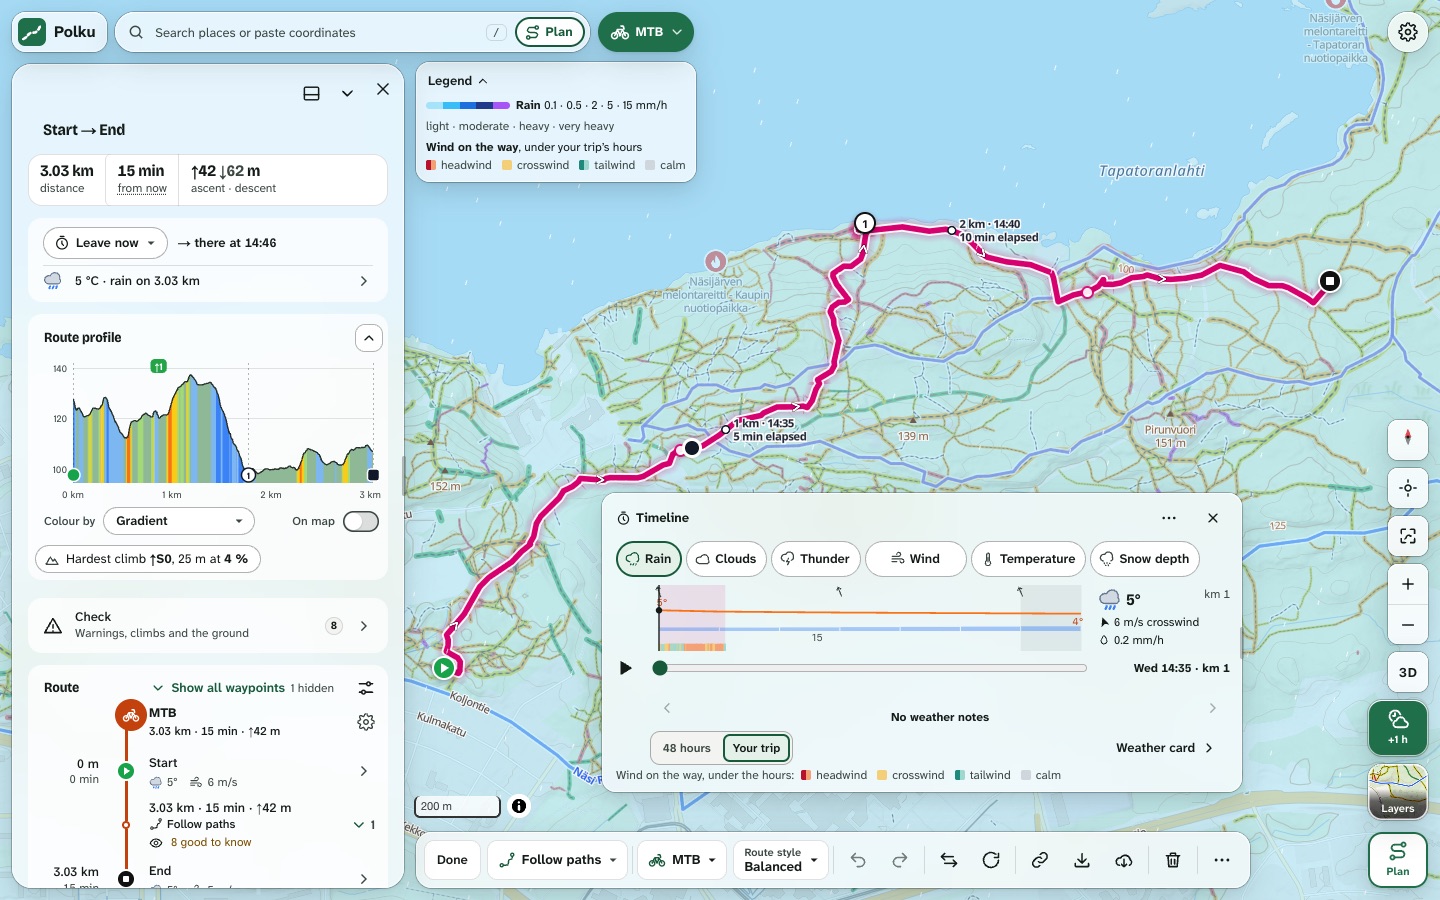 Polku
Search places or paste coordinates
/
Plan
MTB
Start → End
3.03 km
distance
15 min
from now
↑42 ↓62 m
ascent · descent
Leave now
→ there at 14:46
5 °C · rain on 3.03 km
Route profile
140
120
100
↑1
1
0 km
1 km
2 km
3 km
Colour by
Gradient
On map
Hardest climb ↑S0, 25 m at 4 %
Check
Warnings, climbs and the ground
8
Route
Show all waypoints
1 hidden
MTB
3.03 km · 15 min · ↑42 m
0 m
0 min
Start
5°
6 m/s
3.03 km · 15 min · ↑42 m
Follow paths
1
8 good to know
3.03 km
15 min
End
Legend
Rain 0.1 · 0.5 · 2 · 5 · 15 mm/h
light · moderate · heavy · very heavy
Wind on the way, under your trip's hours
headwind
crosswind
tailwind
calm
Näsijärven
melontareitti
- Tapatoran
nuotiopaikka
Tapatoranlahti
1
2 km · 14:40
10 min elapsed
Näsijärven
melontareitti - Kaupin
nuotiopaikka
100
1 km · 14:35
5 min elapsed
139 m
Pirunvuori
151 m
152 m
125
Koljontie
Kulmakatu
200 m
Timeline
Rain
Clouds
Thunder
Wind
Temperature
Snow depth
5°
4°
15
5°
km 1
6 m/s crosswind
0.2 mm/h
Wed 14:35 · km 1
No weather notes
48 hours
Your trip
Weather card
Wind on the way, under the hours:
headwind
crosswind
tailwind
calm
3D
+1 h
Layers
Plan
Done
Follow paths
MTB
Route style
Balanced